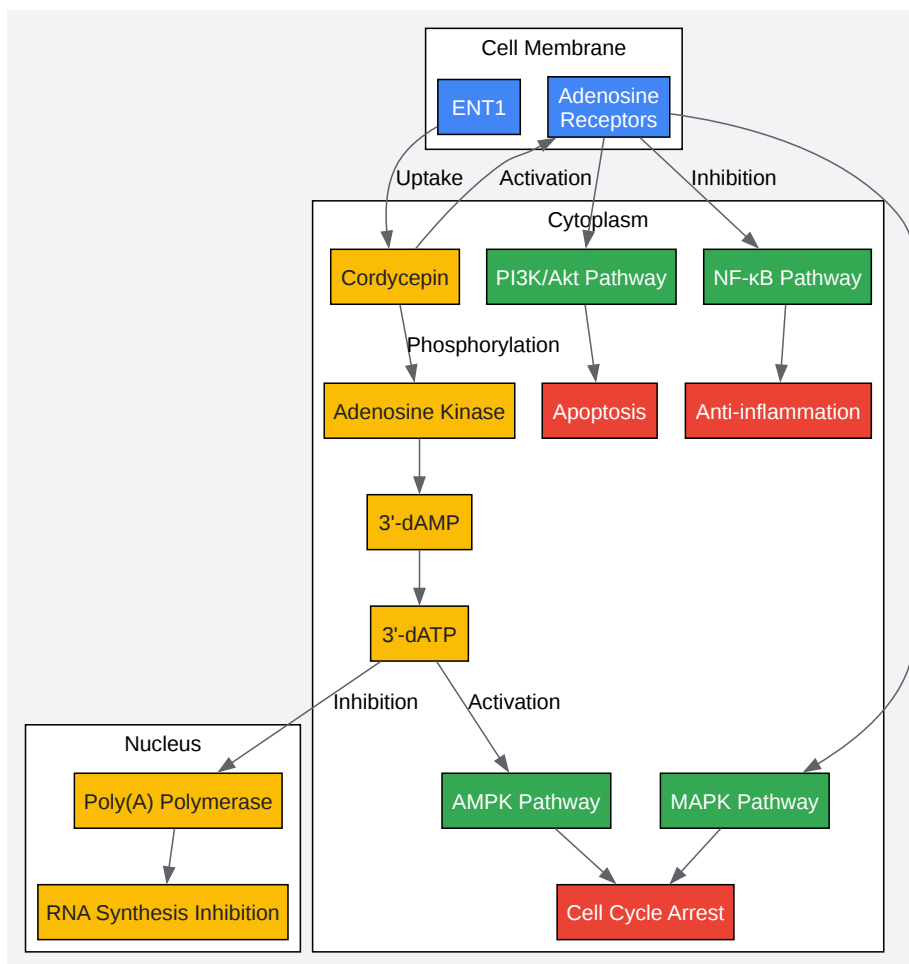 Cell Membrane
ENT1
Adenosine
Receptors
Uptake
Activation
Inhibition
Cytoplasm
Cordycepin
PI3K/Akt Pathway
NF-κB Pathway
Phosphorylation
Adenosine Kinase
Apoptosis
Anti-inflammation
3'-dAMP
3'-dATP
Inhibition
Activation
Nucleus
Poly(A) Polymerase
AMPK Pathway
MAPK Pathway
RNA Synthesis Inhibition
Cell Cycle Arrest